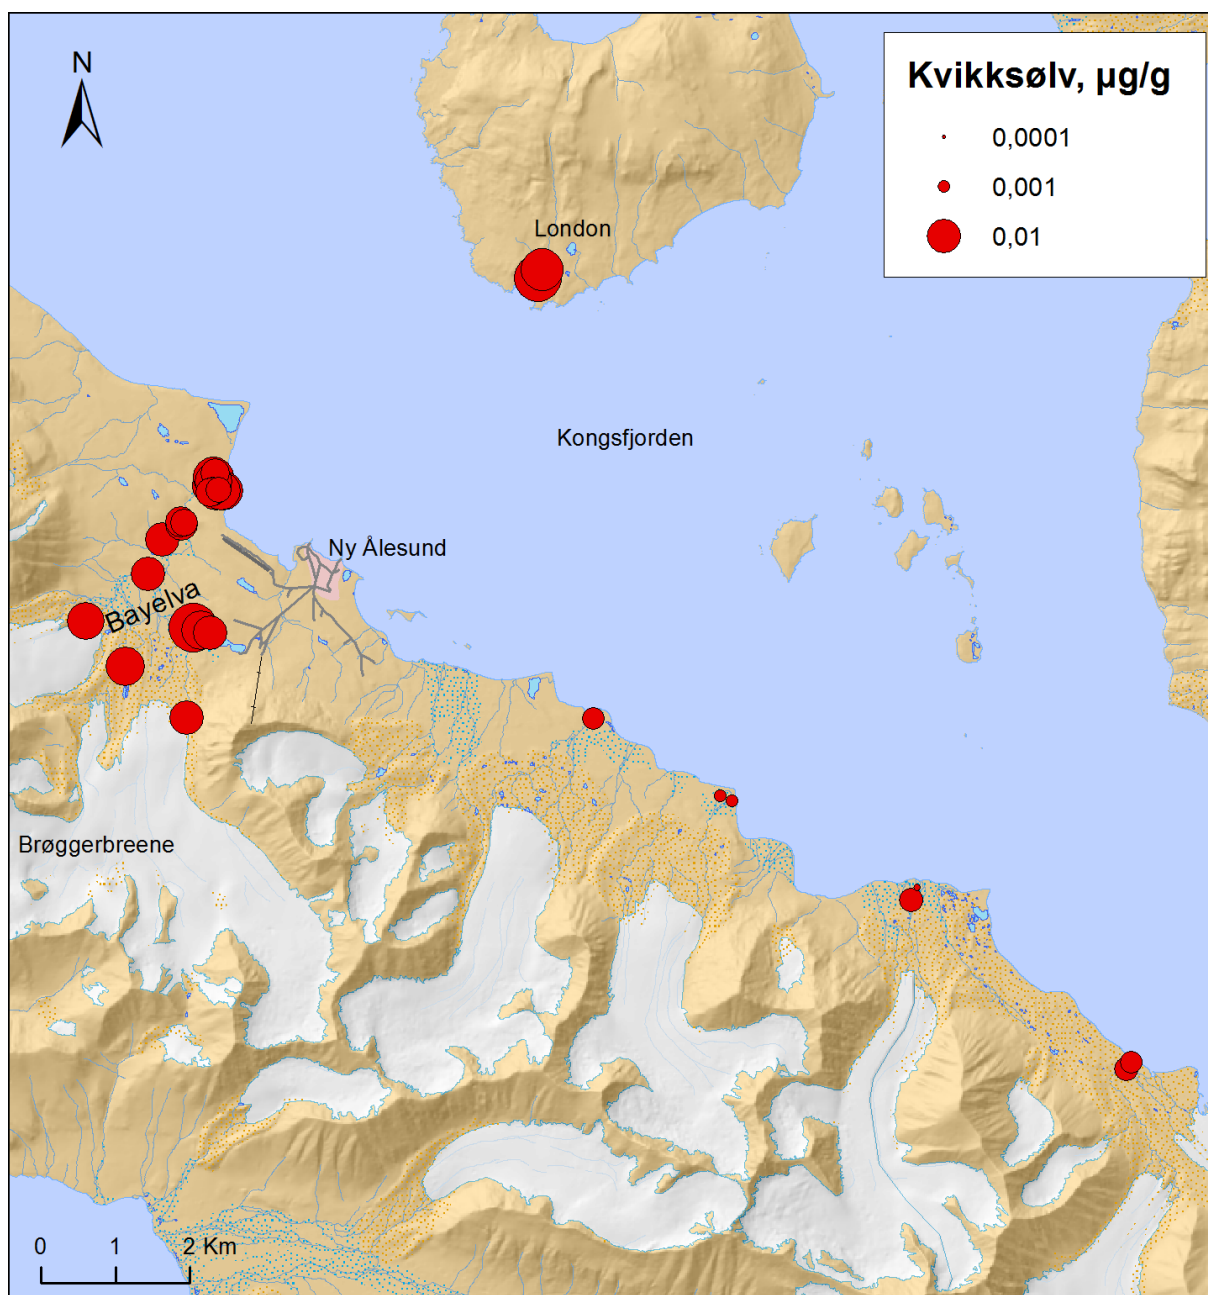 N
Kvikksølv, µg/g
0,0001
0,001
0,01
London
Kongsfjorden
Ny Ålesund
Bayelva
Brøggerbreene
0 1 2 Km